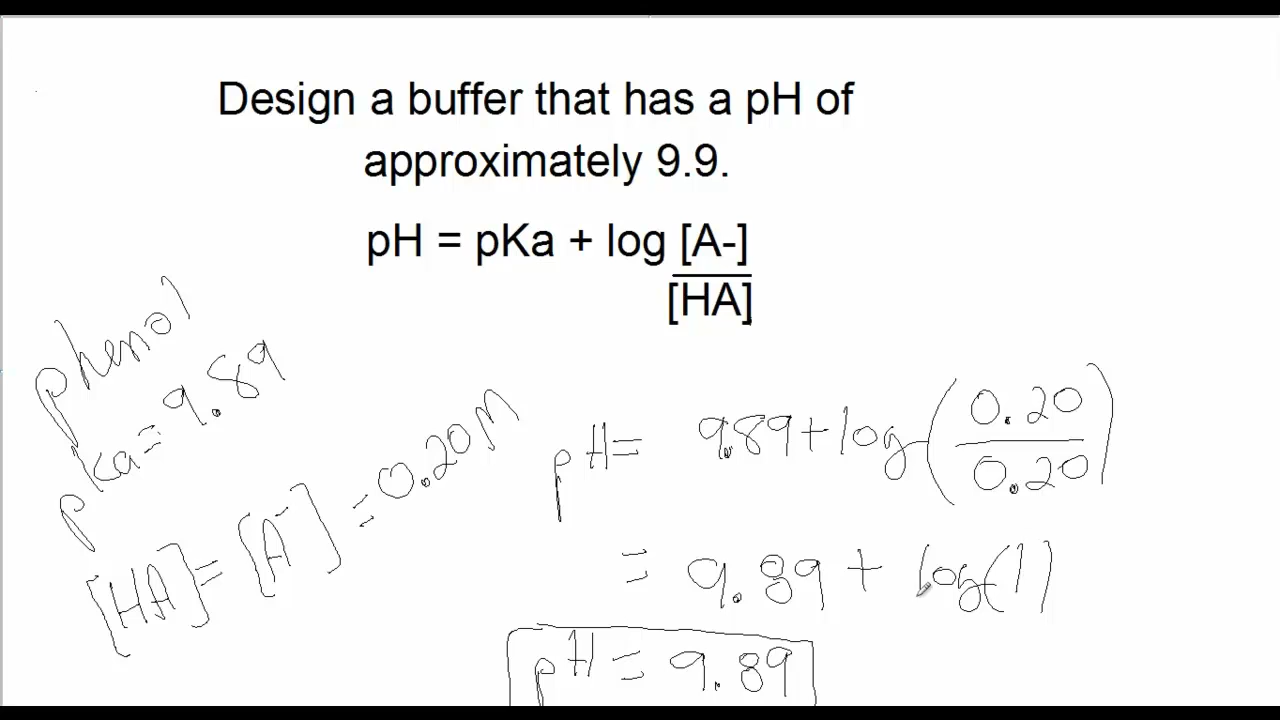 Design a buffer that has a pH of
approximately 9.9.
pH = pKa + log [A-]
[HA]
phenol
pka = 9.89
[HA] = [A-] = 0.20 M
pH = 9.89 + log (0.20
0.20)
= 9.89 + log(1)
pH = 9.89